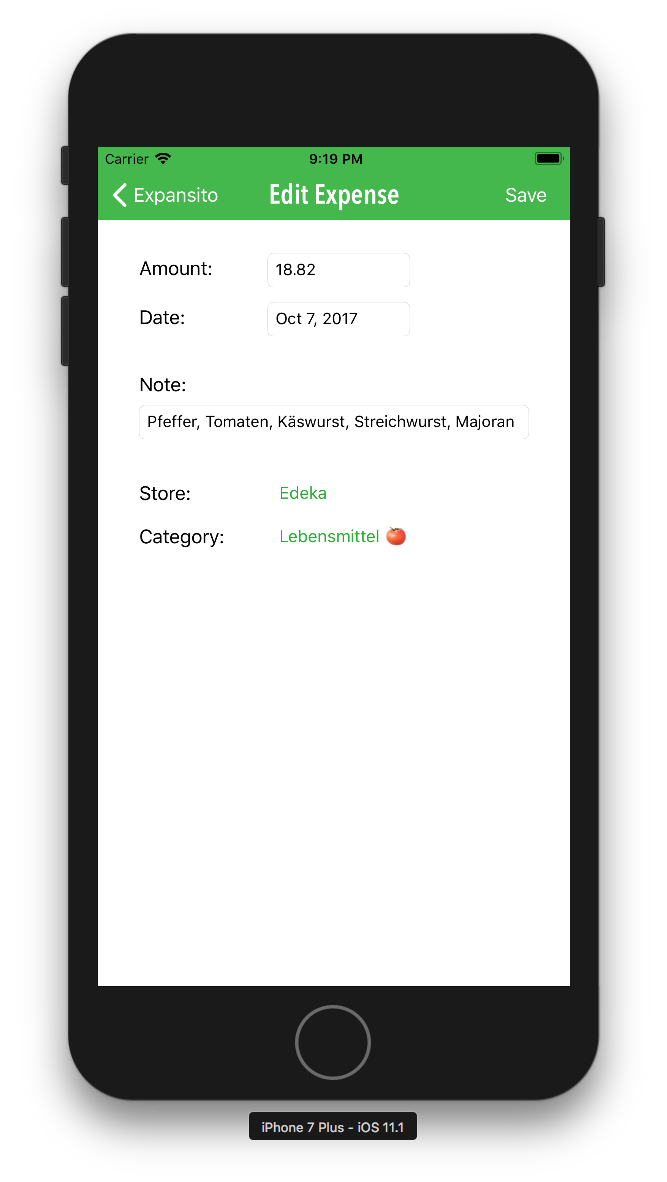 Carrier 9:19 PM
Expansito Edit Expense Save
Amount: 18.82
Date: Oct 7, 2017
Note:
Pfeffer, Tomaten, Käswurst, Streichwurst, Majoran
Store: Edeka
Category: Lebensmittel 🍅
iPhone 7 Plus - iOS 11.1